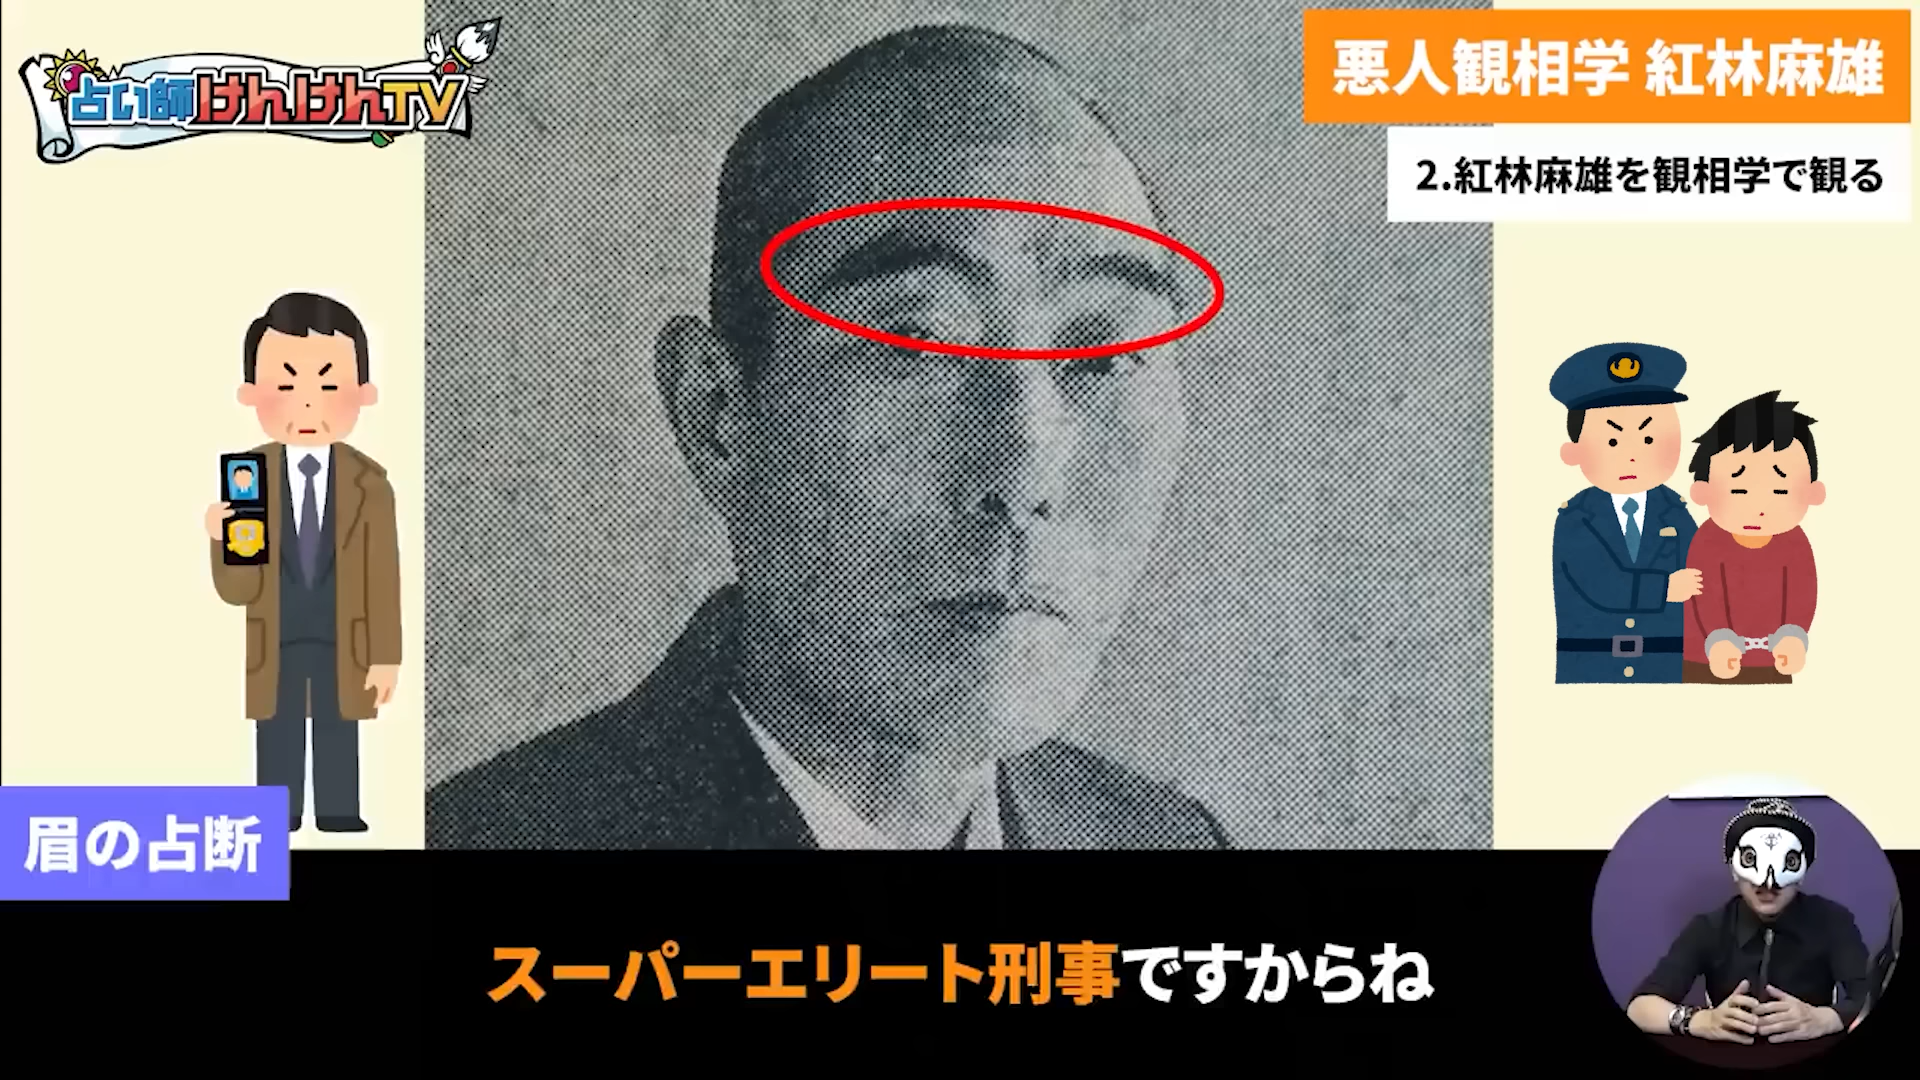 占い師けんけんTV
悪人観相学 紅林麻雄
2.紅林麻雄を観相学で観る
眉の占断
スーパーエリート刑事ですからね